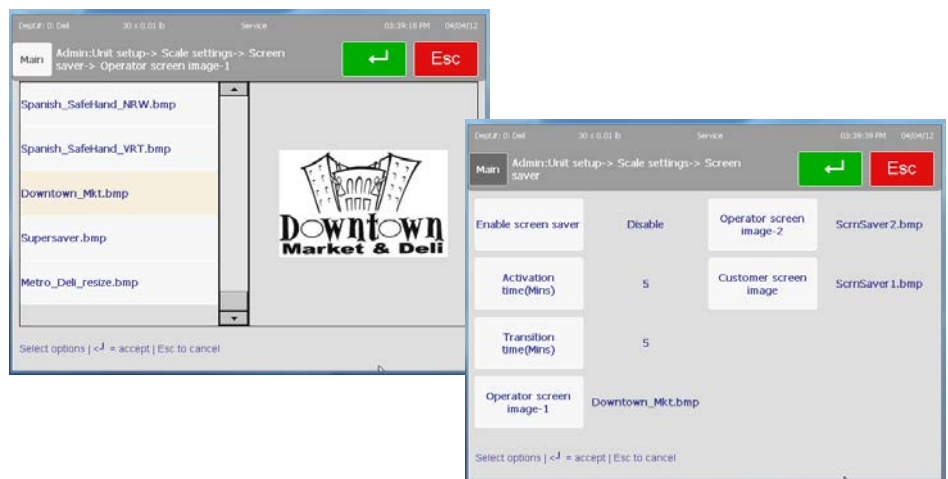 Dept.#: 0: Deli 30 x 0.01 lb Service 03:39:18 PM 04/04/12
Main
Admin:Unit setup-> Scale settings-> Screen
saver-> Operator screen image-1
Esc
Spanish_SafeHand_NRW.bmp
Spanish_SafeHand_VRT.bmp
Downtown_Mkt.bmp
Supersaver.bmp
Metro_Deli_resize.bmp
Downtown
Market & Deli
Select options | <┘ = accept | Esc to cancel
Dept.#: 0: Deli 30 x 0.01 lb Service 03:39:39 PM 04/04/12
Main
Admin:Unit setup-> Scale settings-> Screen
saver
Esc
Enable screen saver Disable Operator screen
image-2 ScrnSaver2.bmp
Activation
time(Mins) 5 Customer screen
image ScrnSaver1.bmp
Transition
time(Mins) 5
Operator screen
image-1 Downtown_Mkt.bmp
Select options | <┘ = accept | Esc to cancel